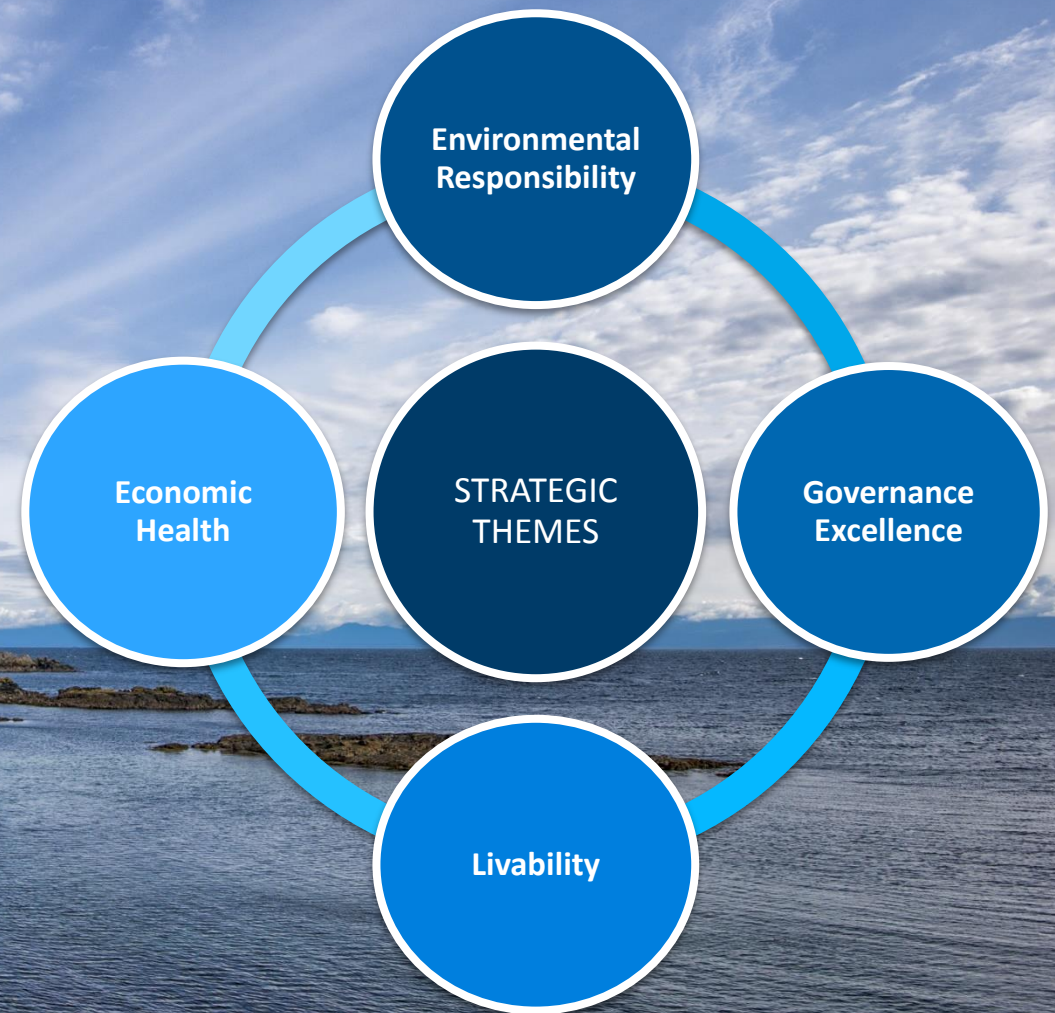 Environmental
Responsibility
Economic
Health
STRATEGIC
THEMES
Governance
Excellence
Livability